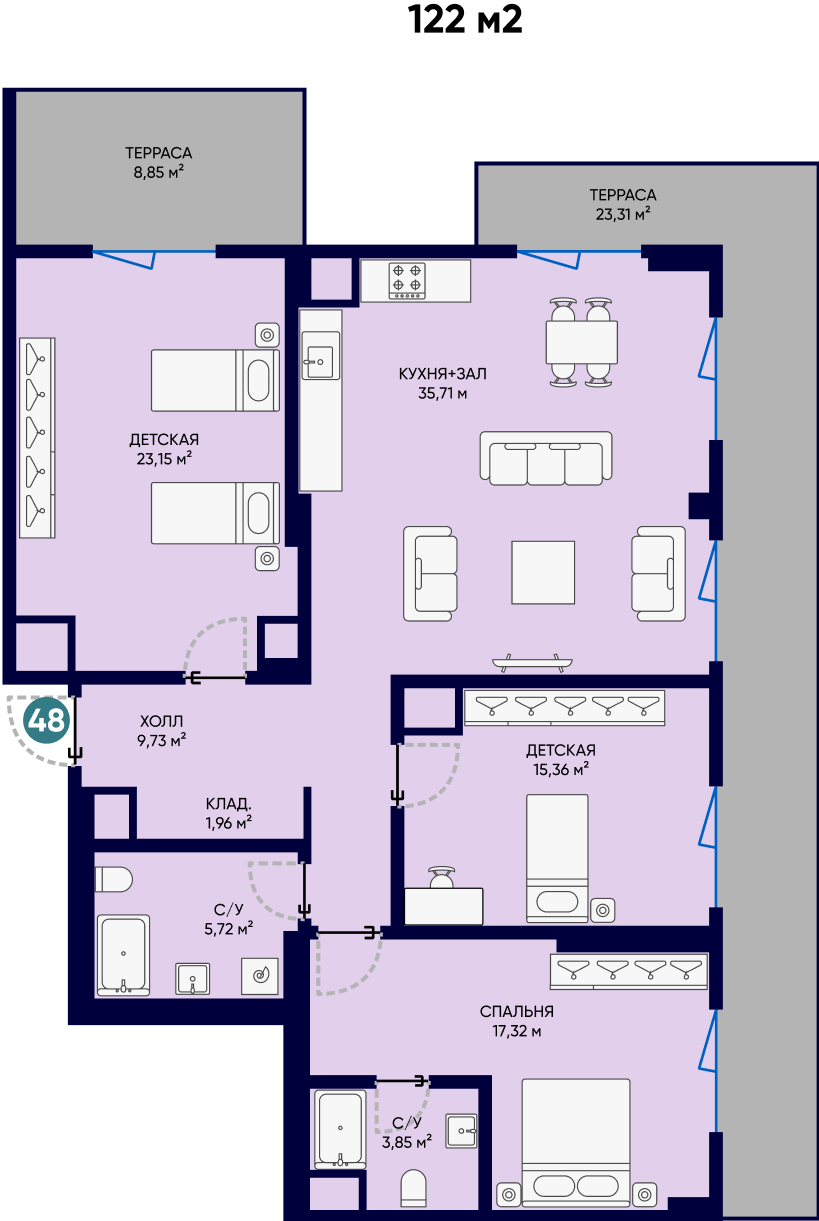 122 м2
ТЕРРАСА
8,85 м²
ТЕРРАСА
23,31 м²
КУХНЯ+ЗАЛ
35,71 м
ДЕТСКАЯ
23,15 м²
48
ХОЛЛ
9,73 м²
ДЕТСКАЯ
15,36 м²
КЛАД.
1,96 м²
С/У
5,72 м²
СПАЛЬНЯ
17,32 м
С/У
3,85 м²